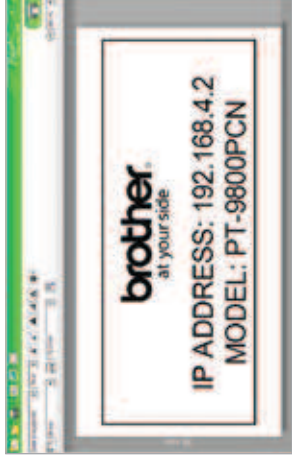 brother.
at your side
IP ADDRESS: 192.168.4.2
MODEL: PT-9800PCN